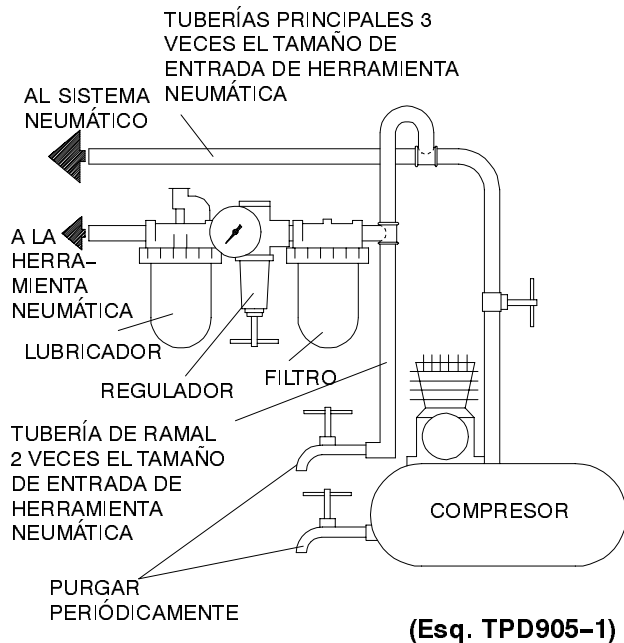 TUBERÍAS PRINCIPALES 3
VECES EL TAMAÑO DE
ENTRADA DE HERRAMIENTA
NEUMÁTICA
AL SISTEMA
NEUMÁTICO
A LA
HERRA–
MIENTA
NEUMÁTICA
LUBRICADOR
REGULADOR
FILTRO
TUBERÍA DE RAMAL
2 VECES EL TAMAÑO
DE ENTRADA DE
HERRAMIENTA
NEUMÁTICA
COMPRESOR
PURGAR
PERIÓDICAMENTE
(Esq. TPD905–1)